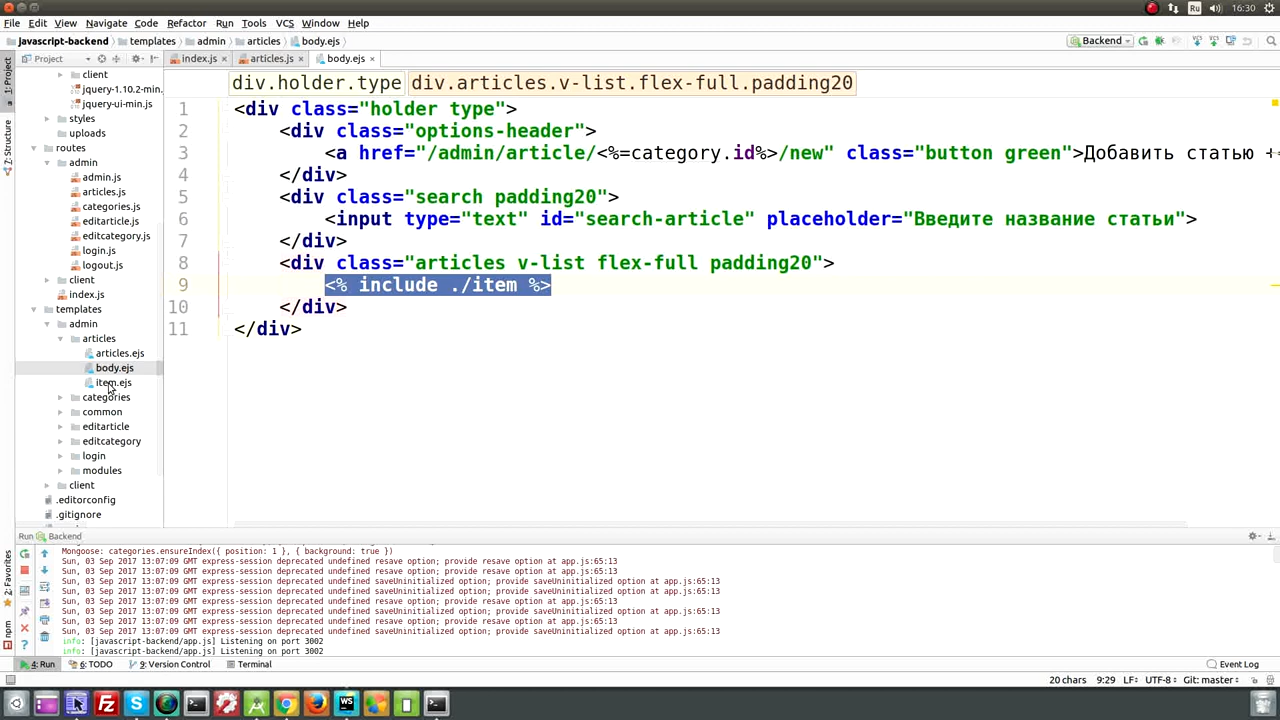 Ru
16:30
File Edit View Navigate Code Refactor Run Tools VCS Window Help
javascript-backend templates admin articles body.ejs
Backend
Project
index.js articles.js body.ejs
div.holder.type div.articles.v-list.flex-full.padding20
1: Project
7: Structure
2: Favorites
npm
client
jquery-1.10.2-min.
jquery-ui-min.js
styles
uploads
routes
admin
admin.js
articles.js
categories.js
editarticle.js
editcategory.js
login.js
logout.js
client
index.js
templates
admin
articles
articles.ejs
body.ejs
item.ejs
categories
common
editarticle
editcategory
login
modules
client
.editorconfig
.gitignore
1 <div class="holder type">
2 <div class="options-header">
3 <a href="/admin/article/<%=category.id%>/new" class="button green">Добавить статью +
4 </div>
5 <div class="search padding20">
6 <input type="text" id="search-article" placeholder="Введите название статьи">
7 </div>
8 <div class="articles v-list flex-full padding20">
9 <% include ./item %>
10 </div>
11 </div>
Run Backend
Mongoose: categories.ensureIndex({ position: 1 }, { background: true })
Sun, 03 Sep 2017 13:07:09 GMT express-session deprecated undefined resave option; provide resave option at app.js:65:13
Sun, 03 Sep 2017 13:07:09 GMT express-session deprecated undefined resave option; provide resave option at app.js:65:13
Sun, 03 Sep 2017 13:07:09 GMT express-session deprecated undefined saveUninitialized option; provide saveUninitialized option at app.js:65:13
Sun, 03 Sep 2017 13:07:09 GMT express-session deprecated undefined saveUninitialized option; provide saveUninitialized option at app.js:65:13
Sun, 03 Sep 2017 13:07:09 GMT express-session deprecated undefined resave option; provide resave option at app.js:65:13
Sun, 03 Sep 2017 13:07:09 GMT express-session deprecated undefined saveUninitialized option; provide saveUninitialized option at app.js:65:13
Sun, 03 Sep 2017 13:07:09 GMT express-session deprecated undefined resave option; provide resave option at app.js:65:13
Sun, 03 Sep 2017 13:07:09 GMT express-session deprecated undefined saveUninitialized option; provide saveUninitialized option at app.js:65:13
info: [javascript-backend/app.js] Listening on port 3002
info: [javascript-backend/app.js] Listening on port 3002
4: Run 6: TODO 9: Version Control Terminal Event Log
20 chars 9:29 LF÷ UTF-8÷ Git: master÷